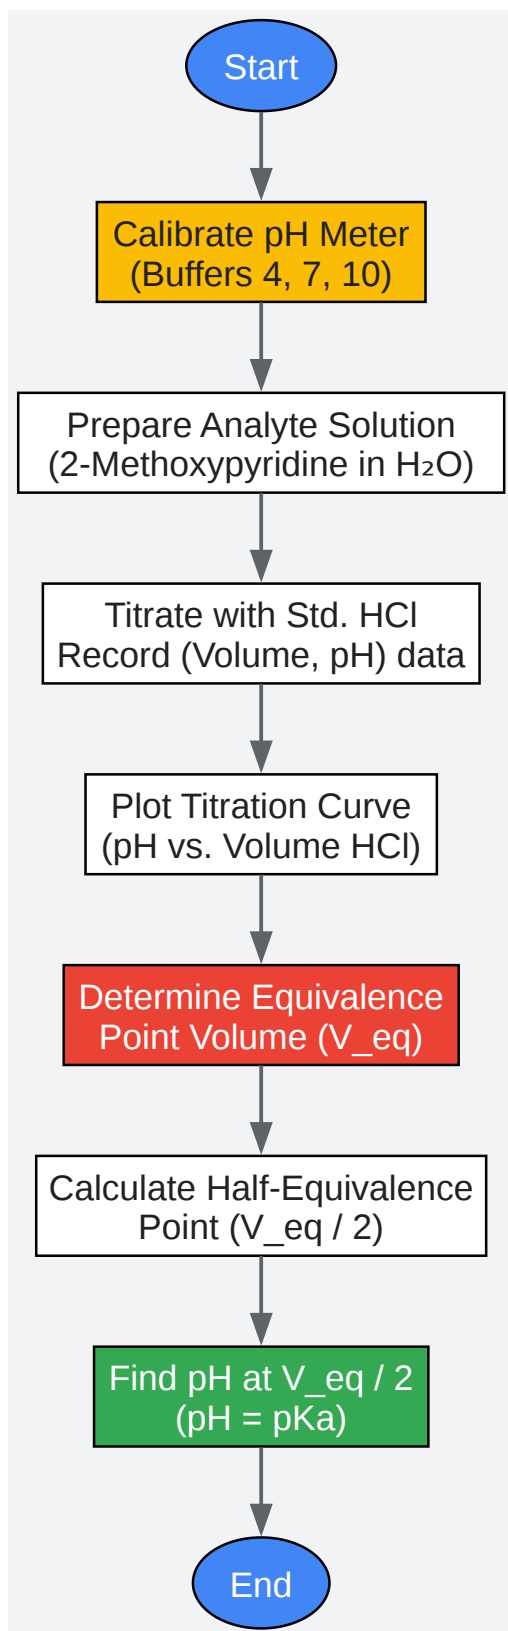 Start
Calibrate pH Meter
(Buffers 4, 7, 10)
Prepare Analyte Solution
(2-Methoxypyridine in H₂O)
Titrate with Std. HCl
Record (Volume, pH) data
Plot Titration Curve
(pH vs. Volume HCl)
Determine Equivalence
Point Volume (V_eq)
Calculate Half-Equivalence
Point (V_eq / 2)
Find pH at V_eq / 2
(pH = pKa)
End